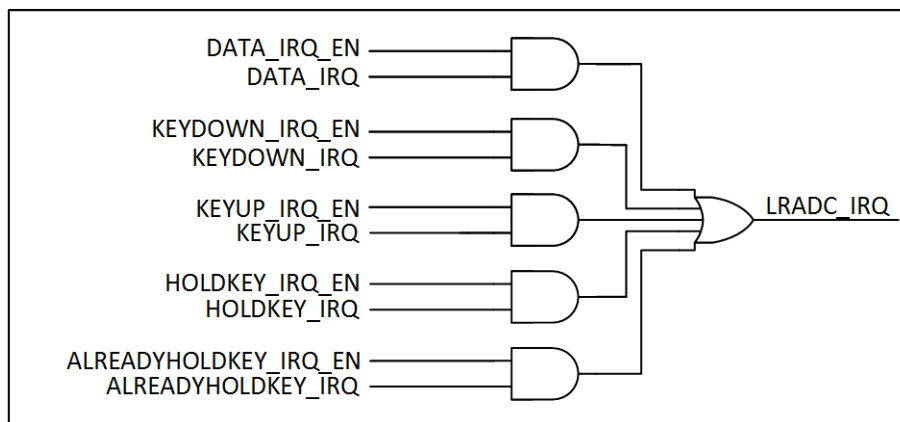 DATA_IRQ_EN
DATA_IRQ
KEYDOWN_IRQ_EN
KEYDOWN_IRQ
KEYUP_IRQ_EN
KEYUP_IRQ
LRADC_IRQ
HOLDKEY_IRQ_EN
HOLDKEY_IRQ
ALREADYHOLDKEY_IRQ_EN
ALREADYHOLDKEY_IRQ